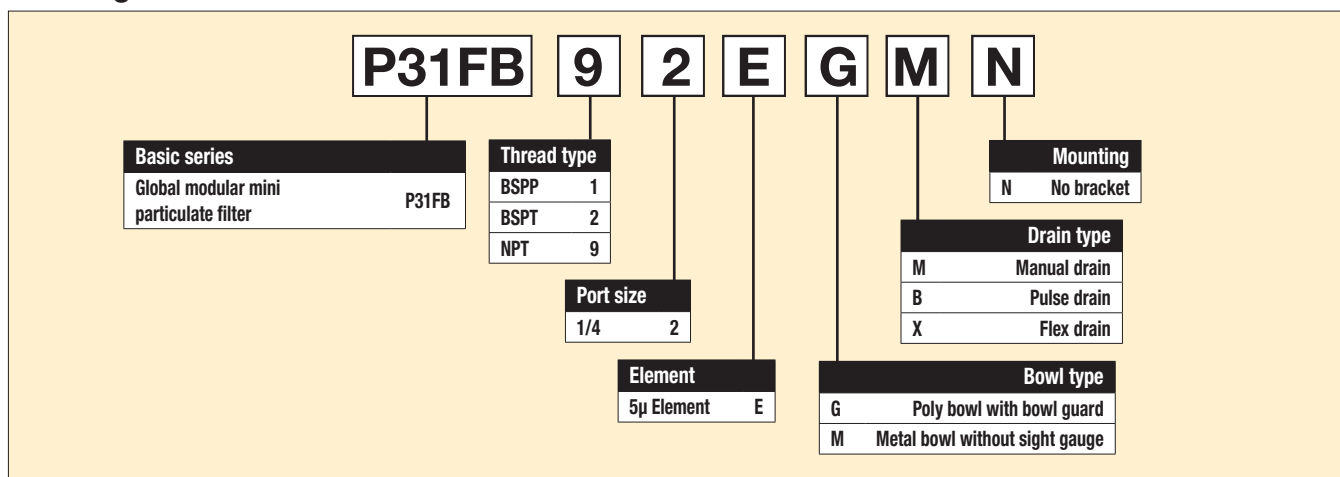 P31FB 9 2 E G M N
Basic series
Global modular mini
particulate filter P31FB
Thread type
BSPP 1
BSPT 2
NPT 9
Port size
1/4 2
Element
5µ Element E
Mounting
N No bracket
Drain type
M Manual drain
B Pulse drain
X Flex drain
Bowl type
G Poly bowl with bowl guard
M Metal bowl without sight gauge